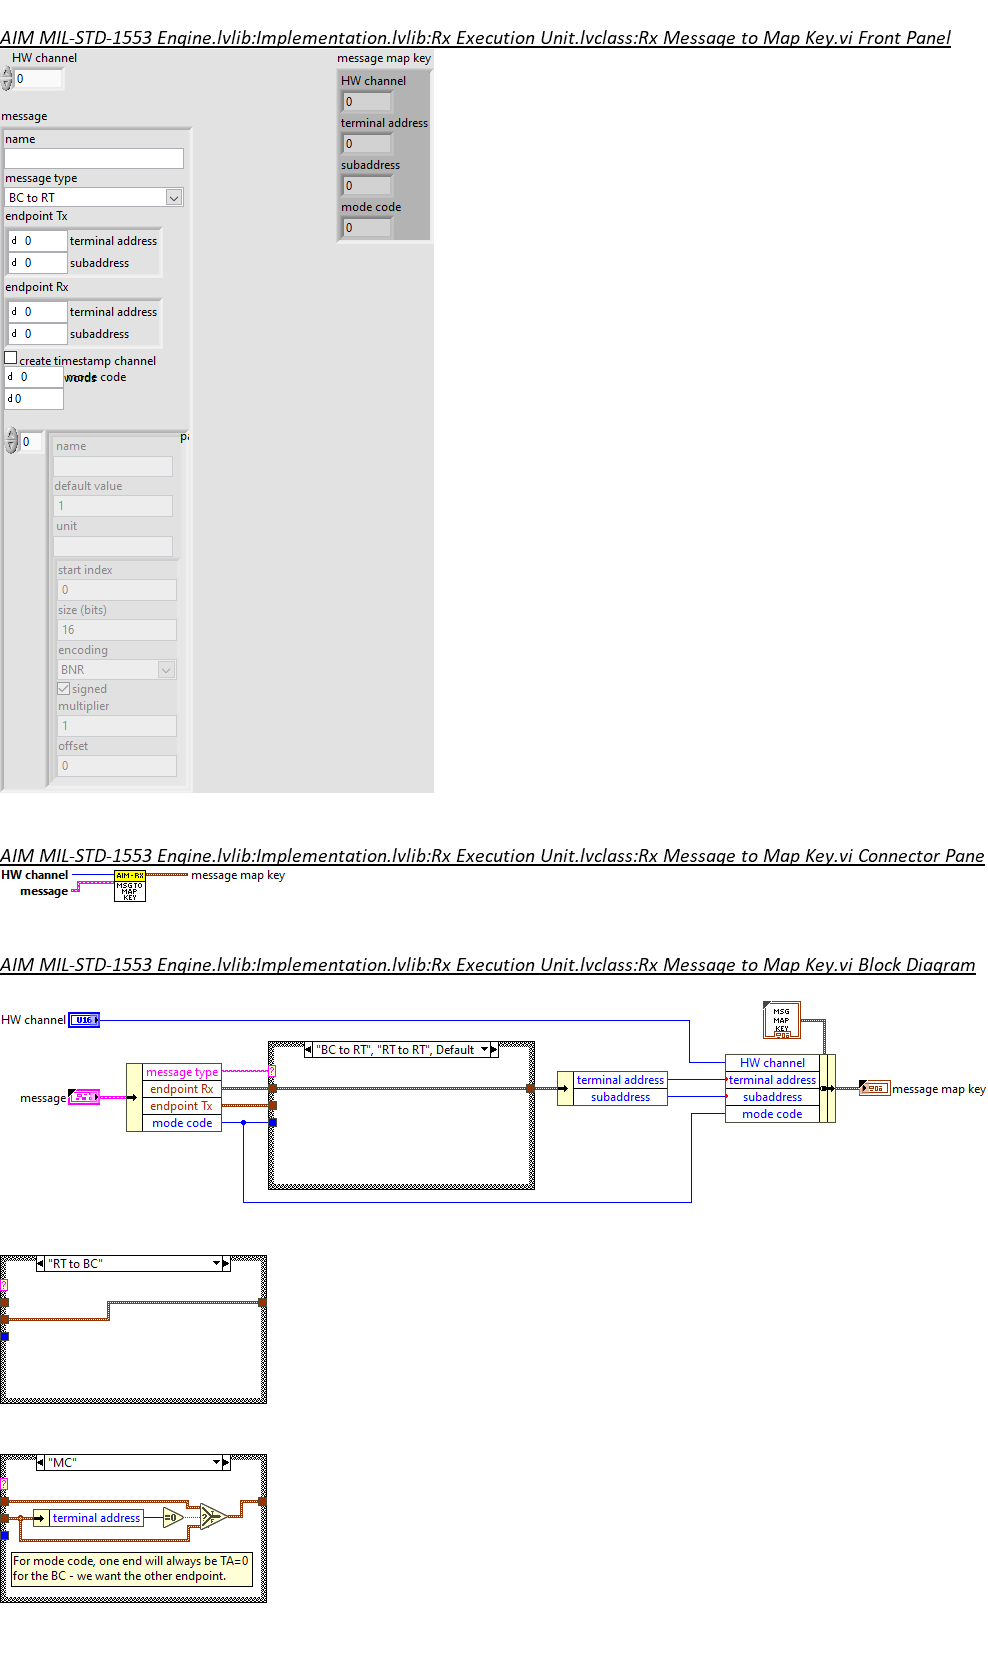 AIM MIL-STD-1553 Engine.lvlib:Implementation.lvlib:Rx Execution Unit.lvclass:Rx Message to Map Key.vi Front Panel
HW channel
0
message
name
message type
BC to RT
endpoint Tx
d 0 terminal address
d 0 subaddress
endpoint Rx
d 0 terminal address
d 0 subaddress
create timestamp channel
d 0 mode code
words
d 0
0
pa
name
default value
1
unit
start index
0
size (bits)
16
encoding
BNR
signed
multiplier
1
offset
0
message map key
HW channel
0
terminal address
0
subaddress
0
mode code
0
AIM MIL-STD-1553 Engine.lvlib:Implementation.lvlib:Rx Execution Unit.lvclass:Rx Message to Map Key.vi Connector Pane
HW channel
message
AIM-RX
MSG TO
MAP
KEY
message map key
AIM MIL-STD-1553 Engine.lvlib:Implementation.lvlib:Rx Execution Unit.lvclass:Rx Message to Map Key.vi Block Diagram
HW channel
U16
message
message type
endpoint Rx
endpoint Tx
mode code
"BC to RT", "RT to RT", Default
?
terminal address
subaddress
MSG
MAP
KEY
HW channel
terminal address
subaddress
mode code
message map key
"RT to BC"
?
"MC"
?
terminal address
=0
?
T
F
For mode code, one end will always be TA=0
for the BC - we want the other endpoint.